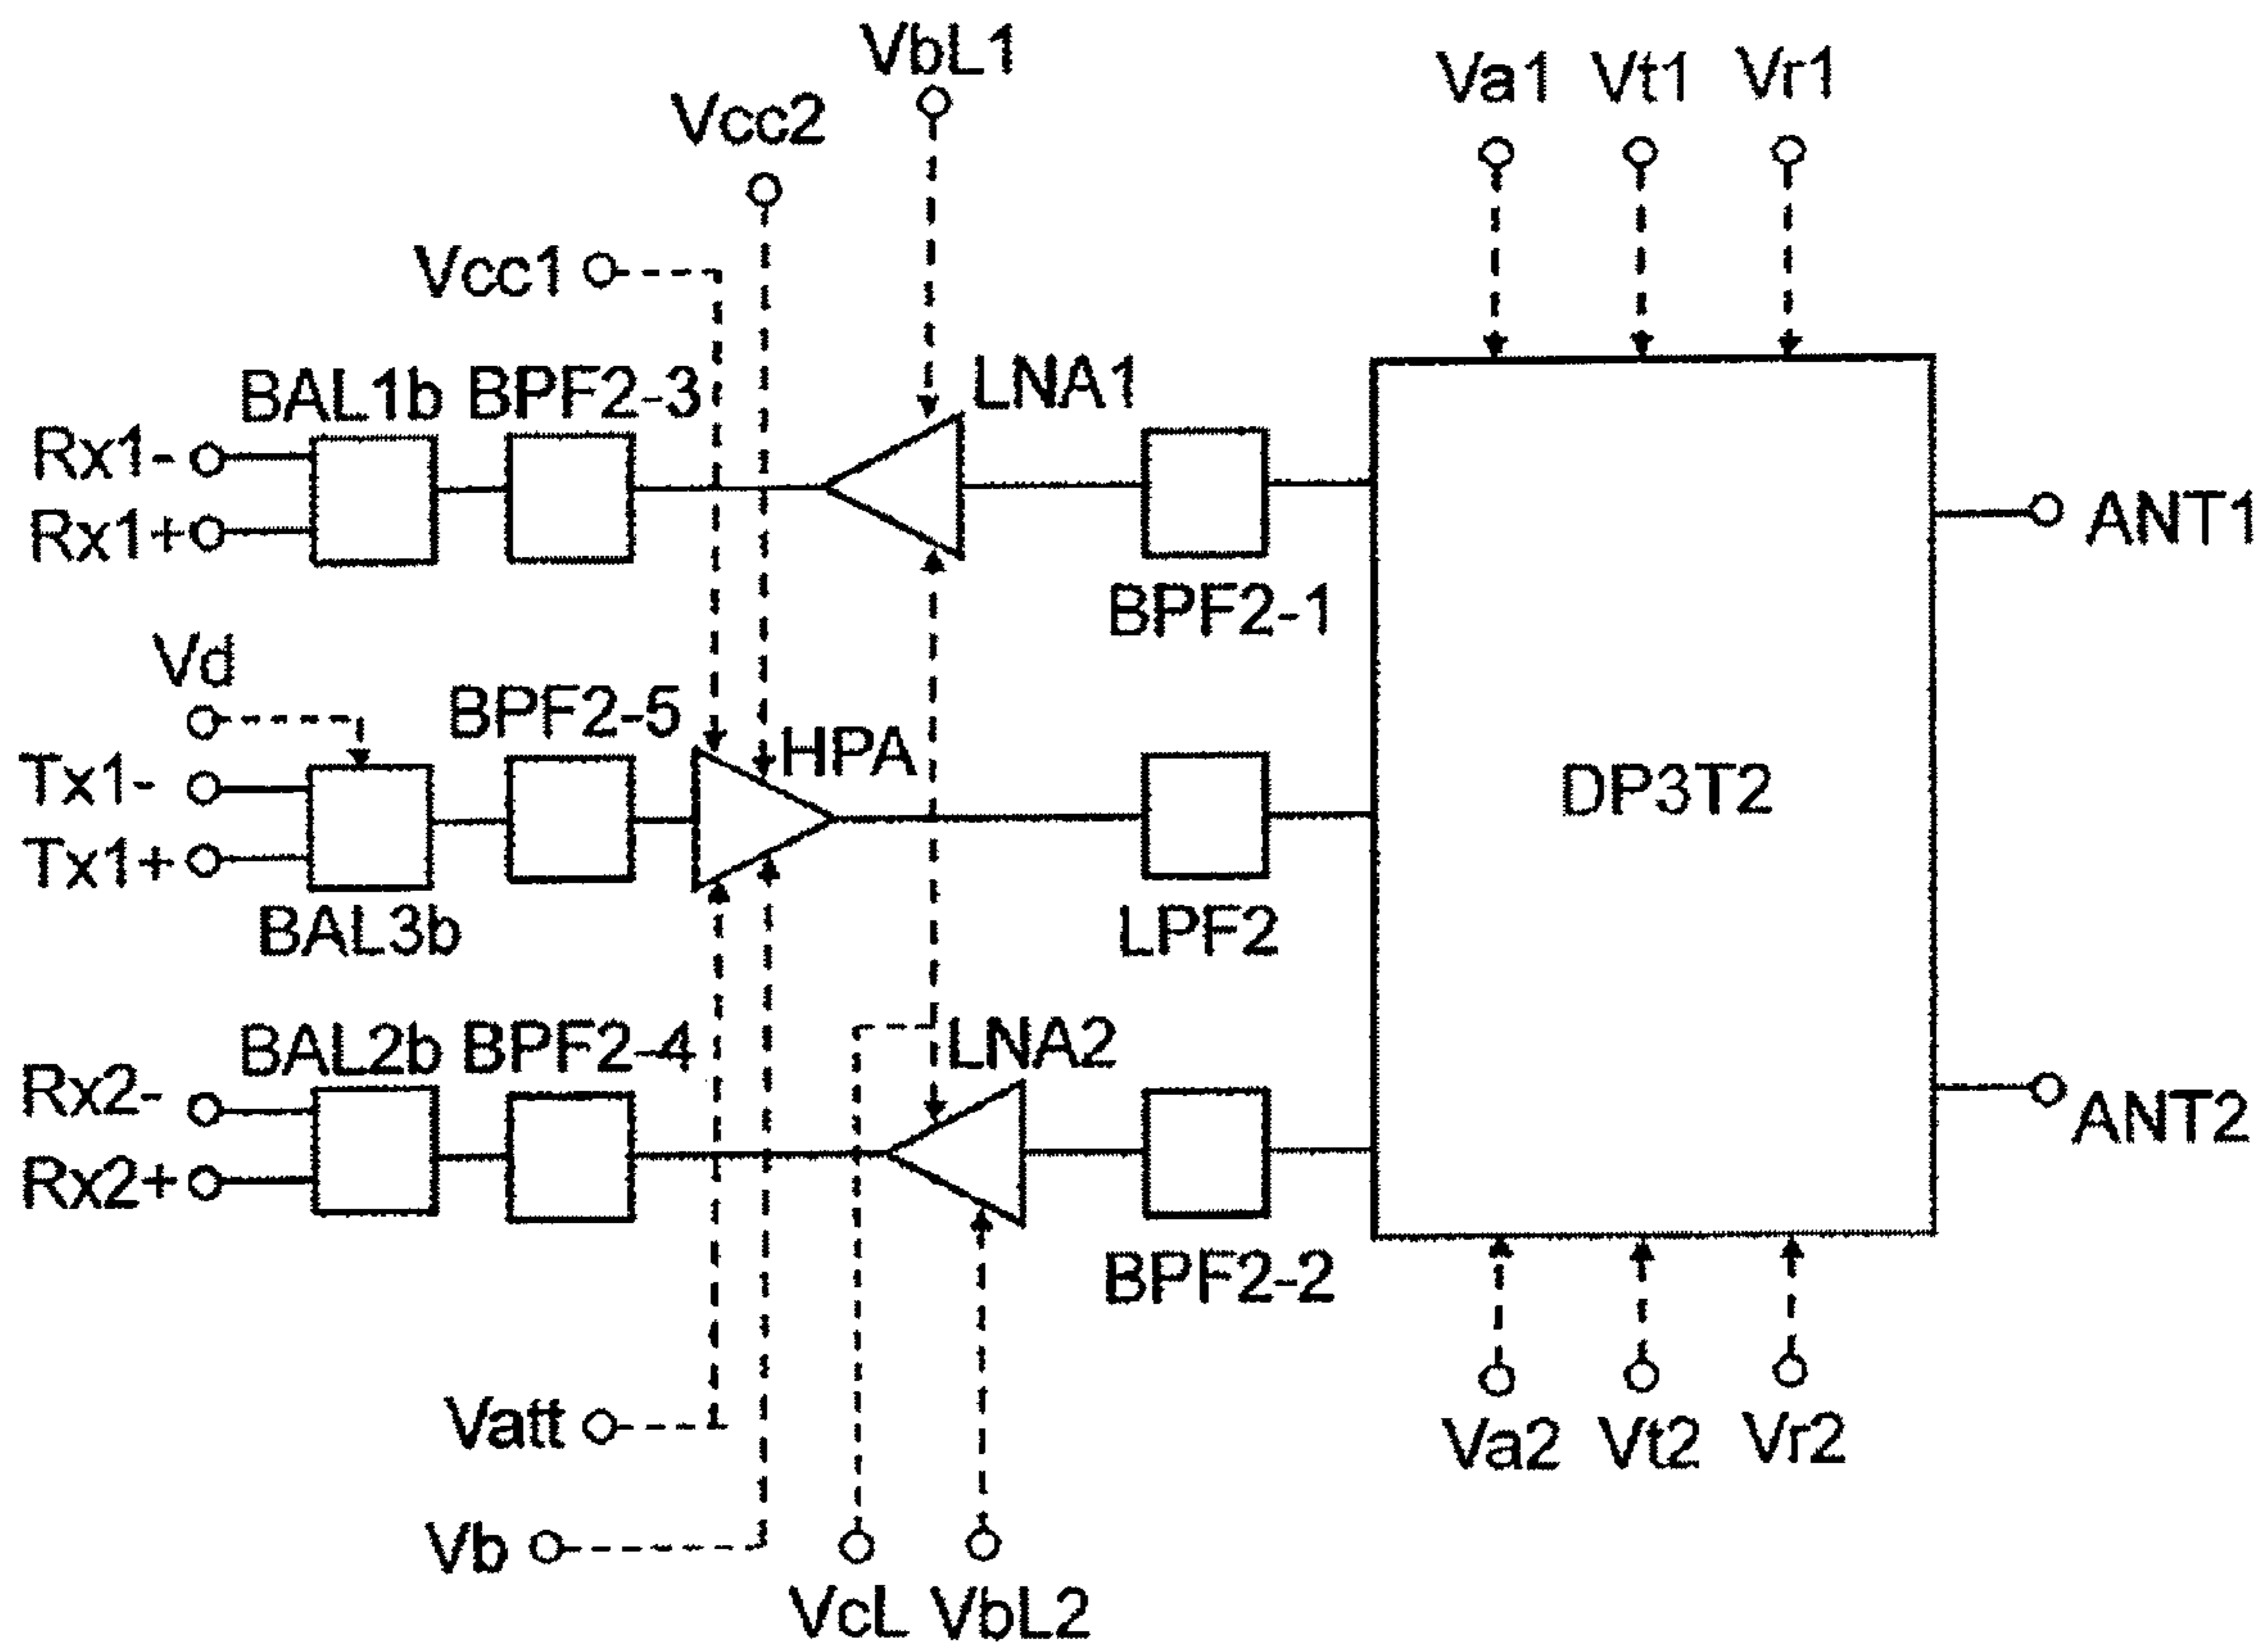 VbL1
Va1 Vt1 Vr1
Vcc2
Vcc1
BAL1b BPF2-3 LNA1
Rx1-
Rx1+
ANT1
BPF2-1
Vd
BPF2-5 HPA
Tx1-
Tx1+
DP3T2
BAL3b
LPF2
BAL2b BPF2-4 LNA2
Rx2-
Rx2+
ANT2
BPF2-2
Vatt
Va2 Vt2 Vr2
Vb
VcL VbL2